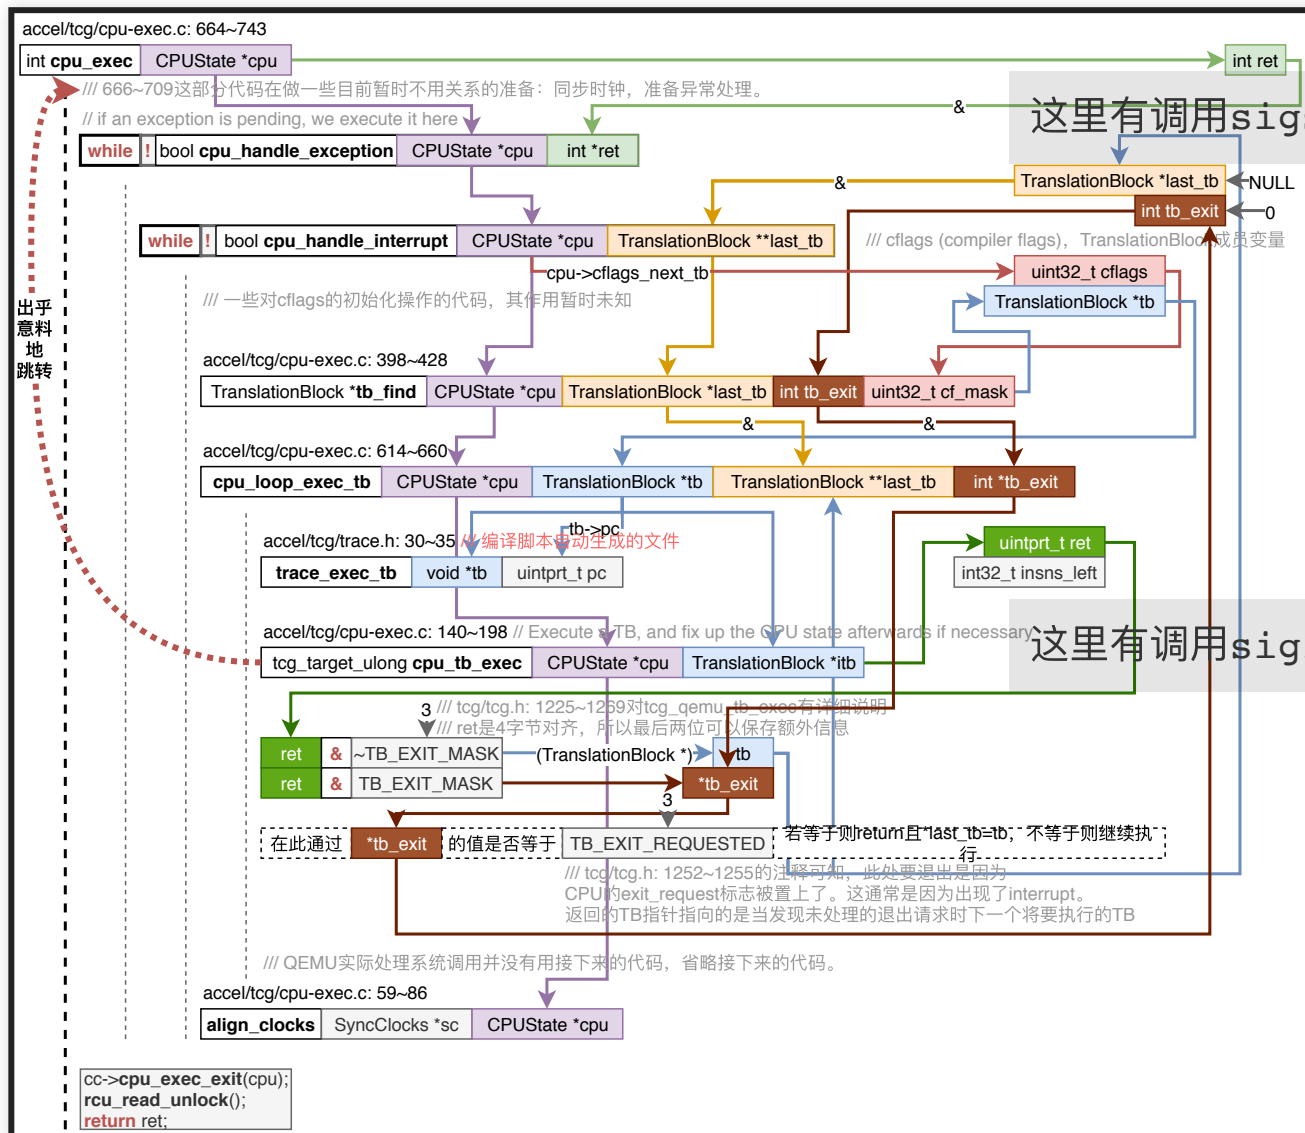 accel/tcg/cpu-exec.c: 664~743
int cpu_exec CPUState *cpu int ret
/// 666~709这部分代码在做一些目前暂时不用关系的准备：同步时钟，准备异常处理。
&
这里有调用sigs
// if an exception is pending, we execute it here
while ! bool cpu_handle_exception CPUState *cpu int *ret
& TranslationBlock *last_tb NULL
int tb_exit 0
while ! bool cpu_handle_interrupt CPUState *cpu TranslationBlock **last_tb
/// cflags (compiler flags)，TranslationBlock成员变量
cpu->cflags_next_tb uint32_t cflags
/// 一些对cflags的初始化操作的代码，其作用暂时未知
TranslationBlock *tb
出乎
意料
地
跳转
accel/tcg/cpu-exec.c: 398~428
TranslationBlock *tb_find CPUState *cpu TranslationBlock *last_tb int tb_exit uint32_t cf_mask
& &
accel/tcg/cpu-exec.c: 614~660
cpu_loop_exec_tb CPUState *cpu TranslationBlock *tb TranslationBlock **last_tb int *tb_exit
tb->pc
accel/tcg/trace.h: 30~35 /// 编译脚本自动生成的文件
uintprt_t ret
trace_exec_tb void *tb uintprt_t pc
int32_t insns_left
accel/tcg/cpu-exec.c: 140~198 // Execute a TB, and fix up the CPU state afterwards if necessary
这里有调用sig
tcg_target_ulong cpu_tb_exec CPUState *cpu TranslationBlock *itb
/// tcg/tcg.h: 1225~1269对tcg_qemu_tb_exec有详细说明
3
/// ret是4字节对齐，所以最后两位可以保存额外信息
ret & ~TB_EXIT_MASK (TranslationBlock *) tb
ret & TB_EXIT_MASK *tb_exit
3
在此通过 *tb_exit 的值是否等于 TB_EXIT_REQUESTED 若等于则return且*last_tb=tb，不等于则继续执
行
/// tcg/tcg.h: 1252~1255的注释可知，此处要退出是因为
CPU的exit_request标志被置上了。这通常是因为出现了interrupt。
返回的TB指针指向的是当发现未处理的退出请求时下一个将要执行的TB
/// QEMU实际处理系统调用并没有用接下来的代码，省略接下来的代码。
accel/tcg/cpu-exec.c: 59~86
align_clocks SyncClocks *sc CPUState *cpu
cc->cpu_exec_exit(cpu);
rcu_read_unlock();
return ret;